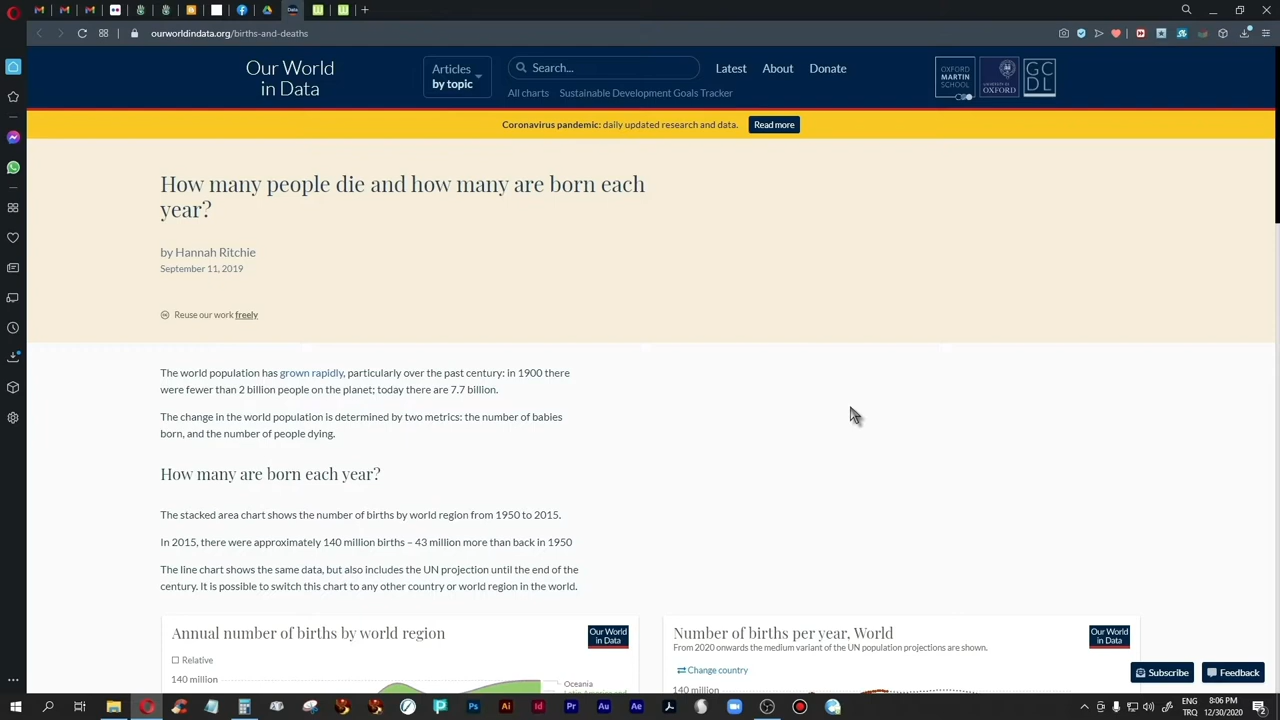 Data
ourworldindata.org/births-and-deaths
Our World
in Data
Articles
by topic
Search...
Latest
About
Donate
All charts
Sustainable Development Goals Tracker
OXFORD
MARTIN
SCHOOL
UNIVERSITY OF
OXFORD
GC
DL
Coronavirus pandemic: daily updated research and data.
Read more
How many people die and how many are born each
year?
by Hannah Ritchie
September 11, 2019
Reuse our work freely
The world population has grown rapidly, particularly over the past century: in 1900 there
were fewer than 2 billion people on the planet; today there are 7.7 billion.
The change in the world population is determined by two metrics: the number of babies
born, and the number of people dying.
How many are born each year?
The stacked area chart shows the number of births by world region from 1950 to 2015.
In 2015, there were approximately 140 million births – 43 million more than back in 1950
The line chart shows the same data, but also includes the UN projection until the end of the
century. It is possible to switch this chart to any other country or world region in the world.
Annual number of births by world region
Our World
in Data
Relative
140 million
Oceania
Number of births per year, World
From 2020 onwards the medium variant of the UN population projections are shown.
Our World
in Data
Change country
140 million
Subscribe
Feedback
TRQ
8:06 PM
12/30/2020